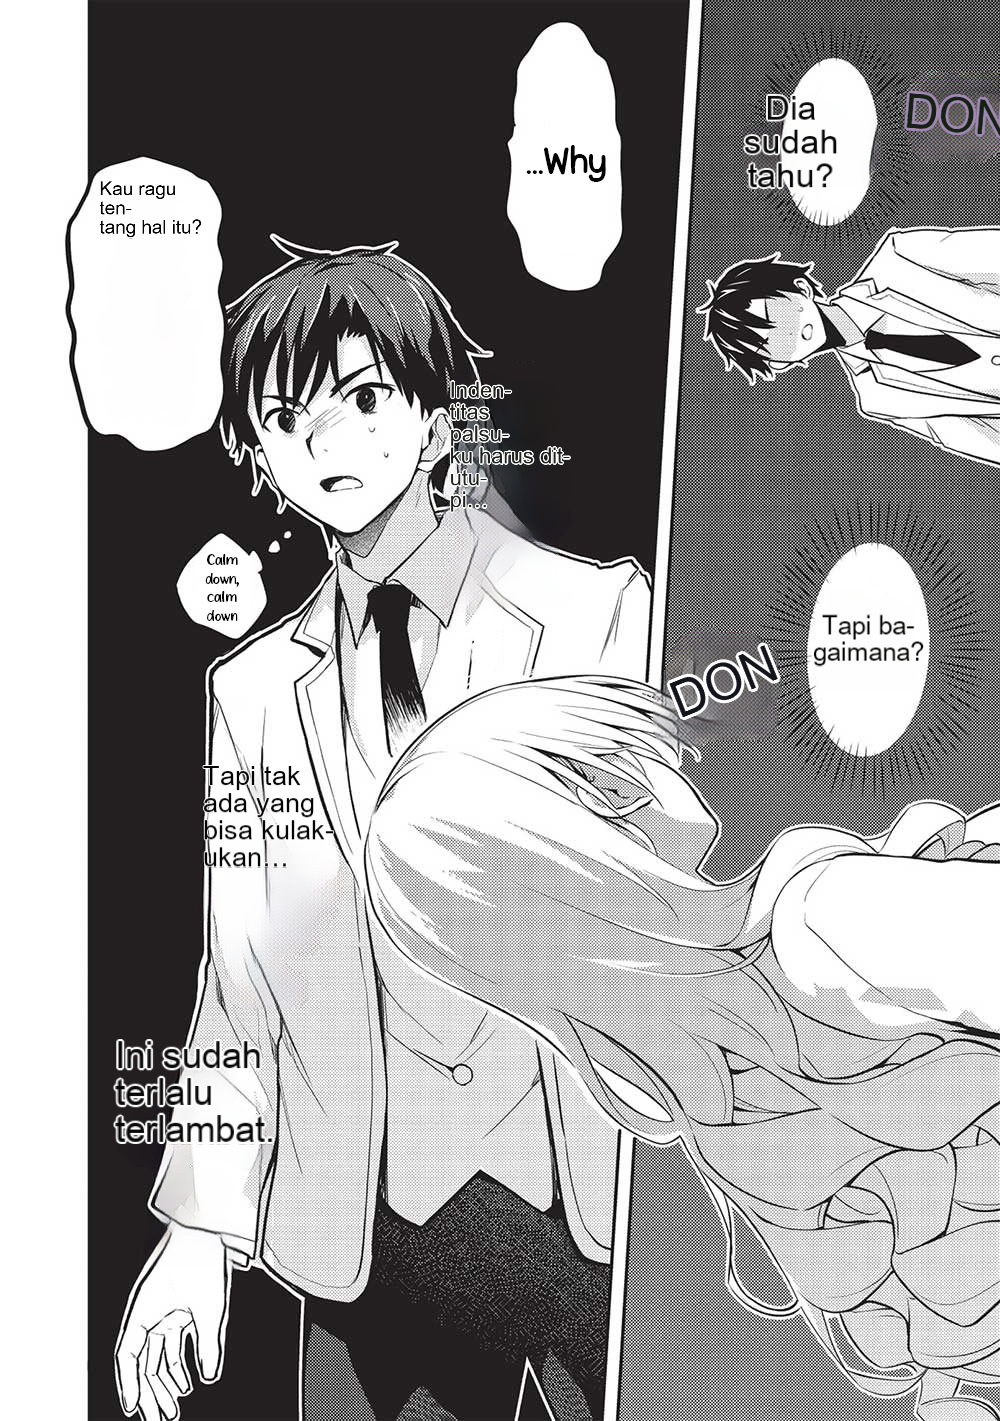 DON
Dia
sudah
tahu?
DON
Tapi ba-
gaimana?
...Why
Kau ragu
ten-
tang hal itu?
Inden-
titas
palsu-
ku harus dit-
utu-
pi...
Calm
down,
calm
down
Tapi tak
ada yang
bisa kulak-
ukan...
Ini sudah
terlalu
terlambat.